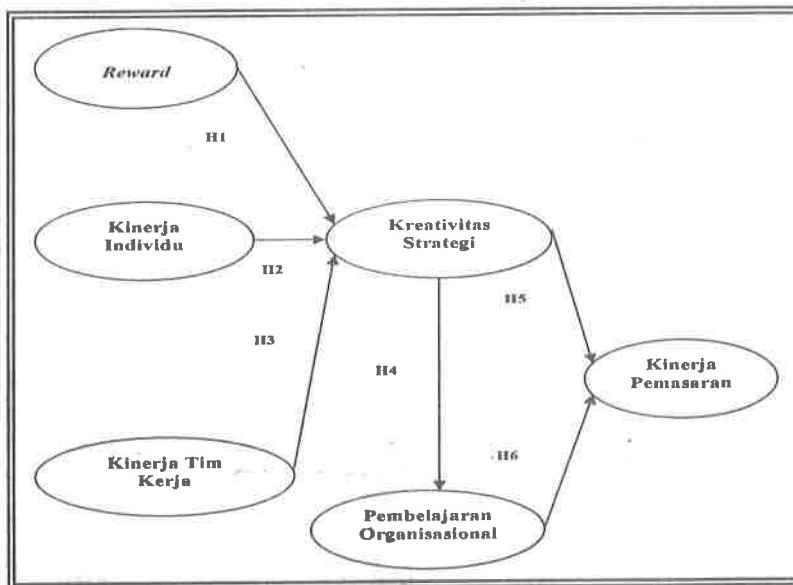 Reward
H1
Kinerja
Individu
H2
Kreativitas
Strategi
H3
H5
H4
Kinerja
Pemasaran
Kinerja Tim
Kerja
H6
Pembelajaran
Organisasional